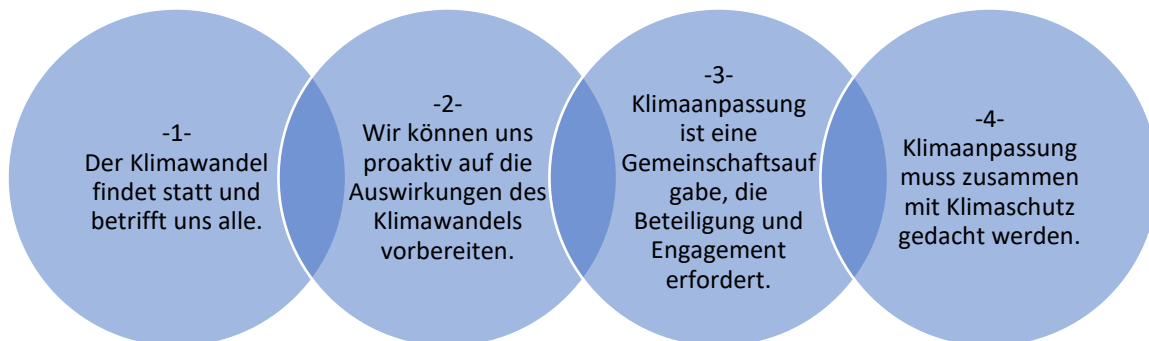 -1-
Der Klimawandel
findet statt und
betrifft uns alle.
-2-
Wir können uns
proaktiv auf die
Auswirkungen des
Klimawandels
vorbereiten.
-3-
Klimaanpassung
ist eine
Gemeinschaftsauf
gabe, die
Beteiligung und
Engagement
erfordert.
-4-
Klimaanpassung
muss zusammen
mit Klimaschutz
gedacht werden.